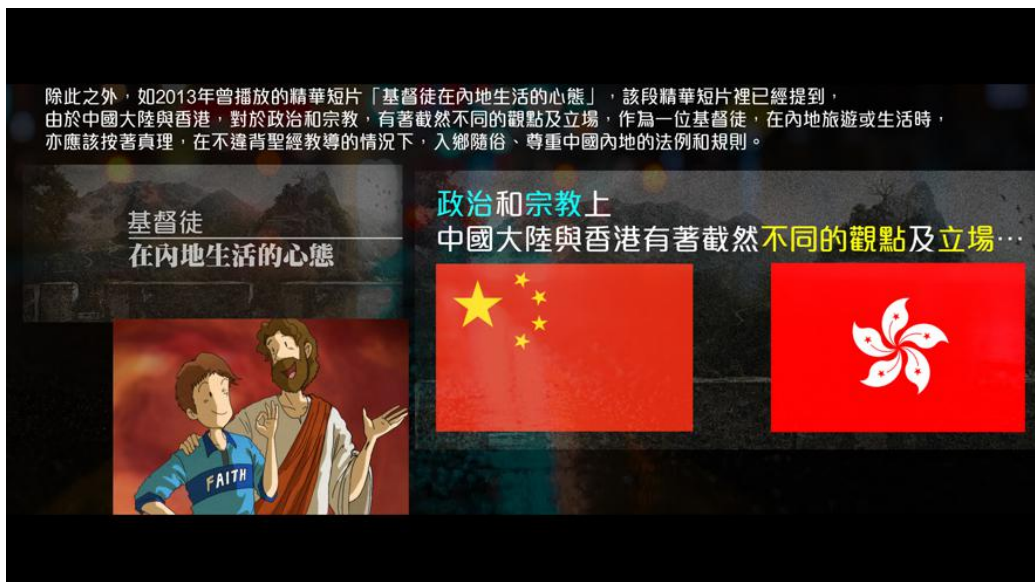 除此之外，如2013年曾播放的精華短片「基督徒在內地生活的心態」，該段精華短片裡已經提到，
由於中國大陸與香港，對於政治和宗教，有著截然不同的觀點及立場，作為一位基督徒，在內地旅遊或生活時，
亦應該按著真理，在不違背聖經教導的情況下，入鄉隨俗、尊重中國內地的法例和規則。
基督徒
在內地生活的心態
政治和宗教上
中國大陸與香港有著截然不同的觀點及立場…
FAITH